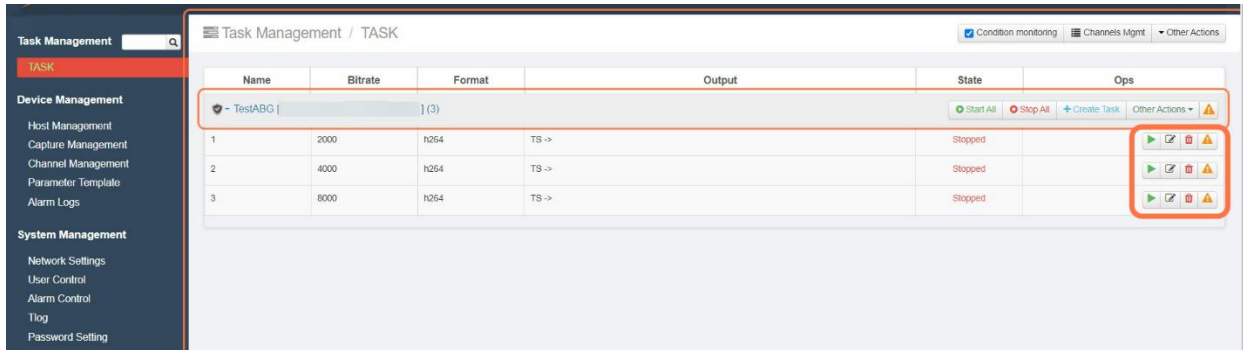 Task Management
TASK
Device Management
Host Management
Capture Management
Channel Management
Parameter Template
Alarm Logs
System Management
Network Settings
User Control
Alarm Control
Tlog
Password Setting
Task Management / TASK
Condition monitoring Channels Mgmt Other Actions
Name Bitrate Format Output State Ops
- TestABG [ ] (3) Start All Stop All + Create Task Other Actions
1 2000 h264 TS -> Stopped
2 4000 h264 TS -> Stopped
3 8000 h264 TS -> Stopped